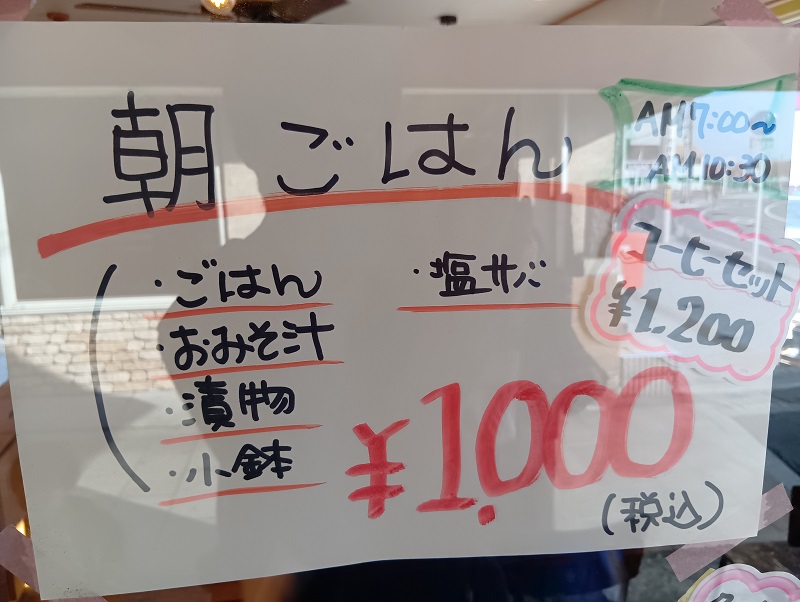 朝ごはん
AM7:00〜
AM10:30
・ごはん
・おみそ汁
・漬物
・小鉢
・塩サバ
コーヒーセット
¥1.200
¥1.000
(税込)